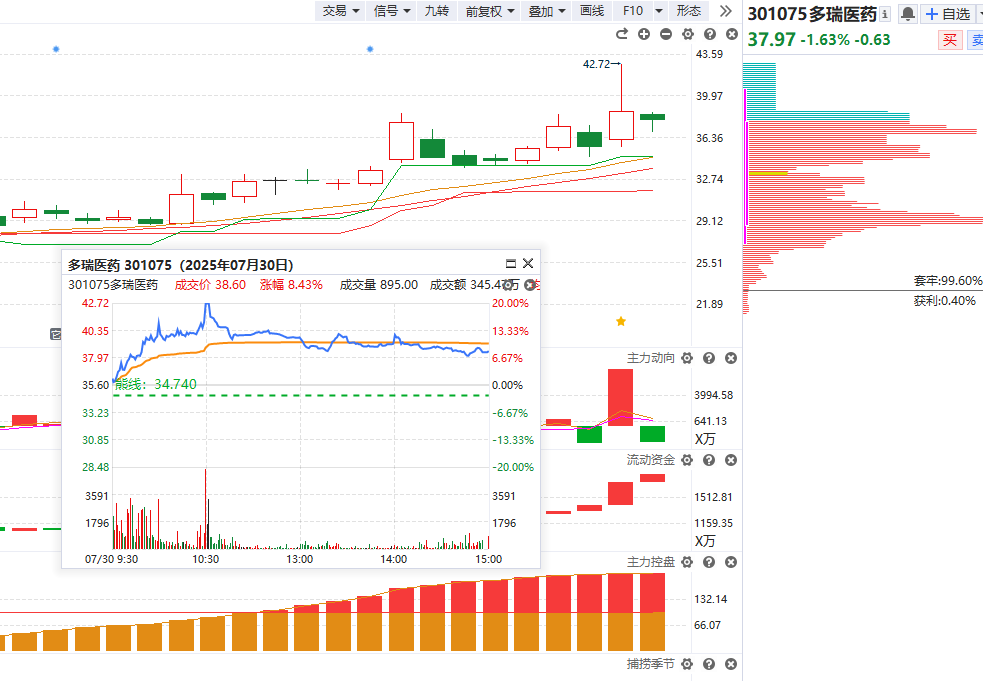 交易 信号 九转 前复权 叠加 画线 F10 形态
301075多瑞医药 自选
37.97 -1.63% -0.63 买 卖
43.59
42.72
39.97
36.36
32.74
29.12
25.51
21.89
套牢:99.60%
获利:0.40%
多瑞医药 301075（2025年07月30日）
301075多瑞医药 成交价 38.60 涨幅 8.43% 成交量 895.00 成交额
42.72 20.00%
40.35 13.33%
37.97 6.67%
35.60 熊线: 34.740 0.00%
33.23 -6.67%
30.85 -13.33%
28.48 -20.00%
3591 3591
1796 1796
07/30 9:30 10:30 13:00 14:00 15:00
主力动向
3994.58
641.13
X万
流动资金
1512.81
1159.35
X万
主力控盘
132.14
66.07
捕捞季节